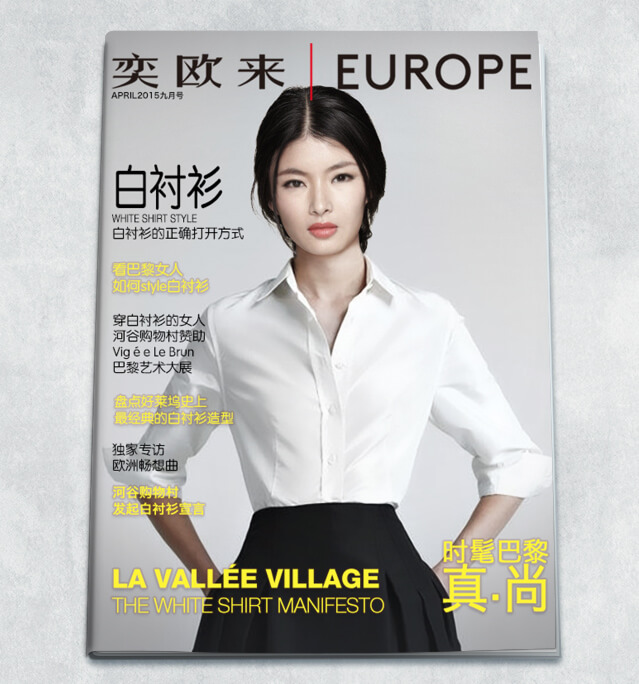 奕欧来 | EUROPE
APRIL2015九月号
白衬衫
WHITE SHIRT STYLE
白衬衫的正确打开方式
看巴黎女人
如何style白衬衫
穿白衬衫的女人
河谷购物村赞助
Vig é e Le Brun
巴黎艺术大展
盘点好莱坞史上
最经典的白衬衫造型
独家专访
欧洲畅想曲
河谷购物村
发起白衬衫宣言
LA VALLÉE VILLAGE
THE WHITE SHIRT MANIFESTO
时髦巴黎
真·尚